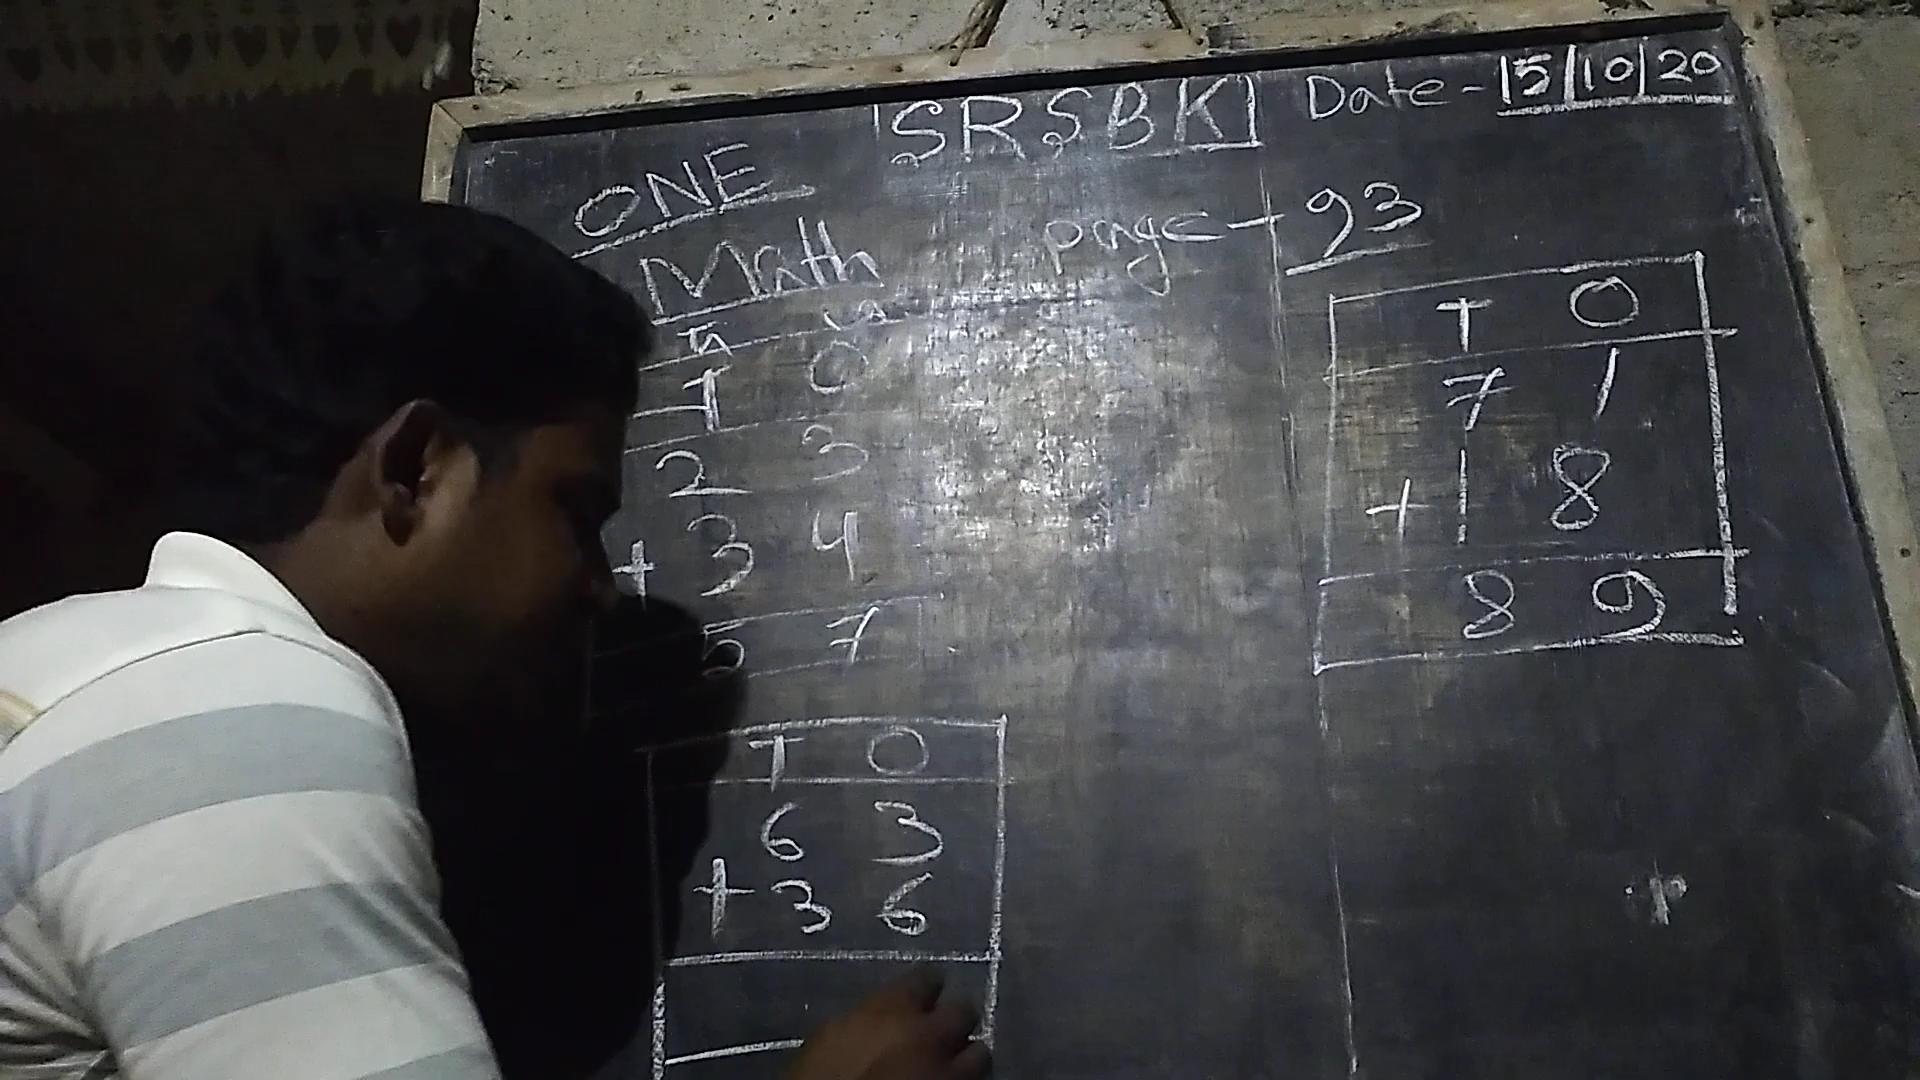 SRSBK Date - 15/10/20
ONE
Math page - 93
T O
2 3
+ 3 4
5 7
T O
7 1
+ 1 8
8 9
T O
6 3
+ 3 6